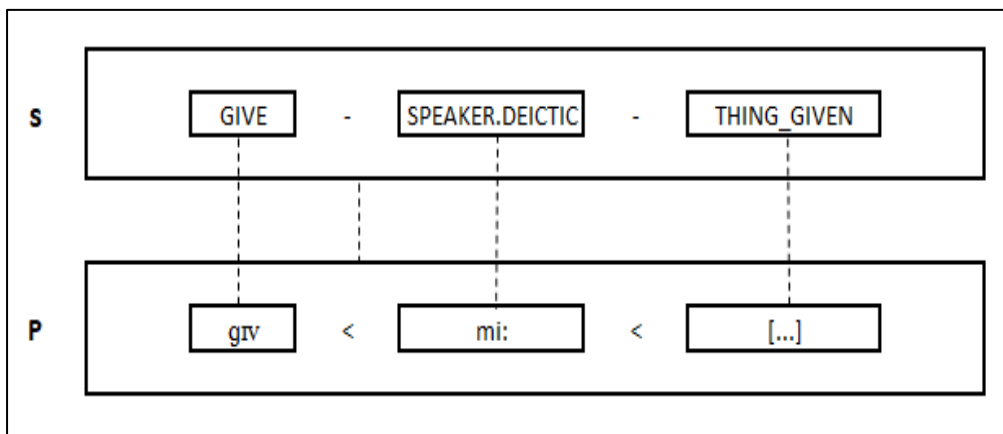 S GIVE - SPEAKER.DEICTIC - THING_GIVEN
P gɪv < mi: < [...]